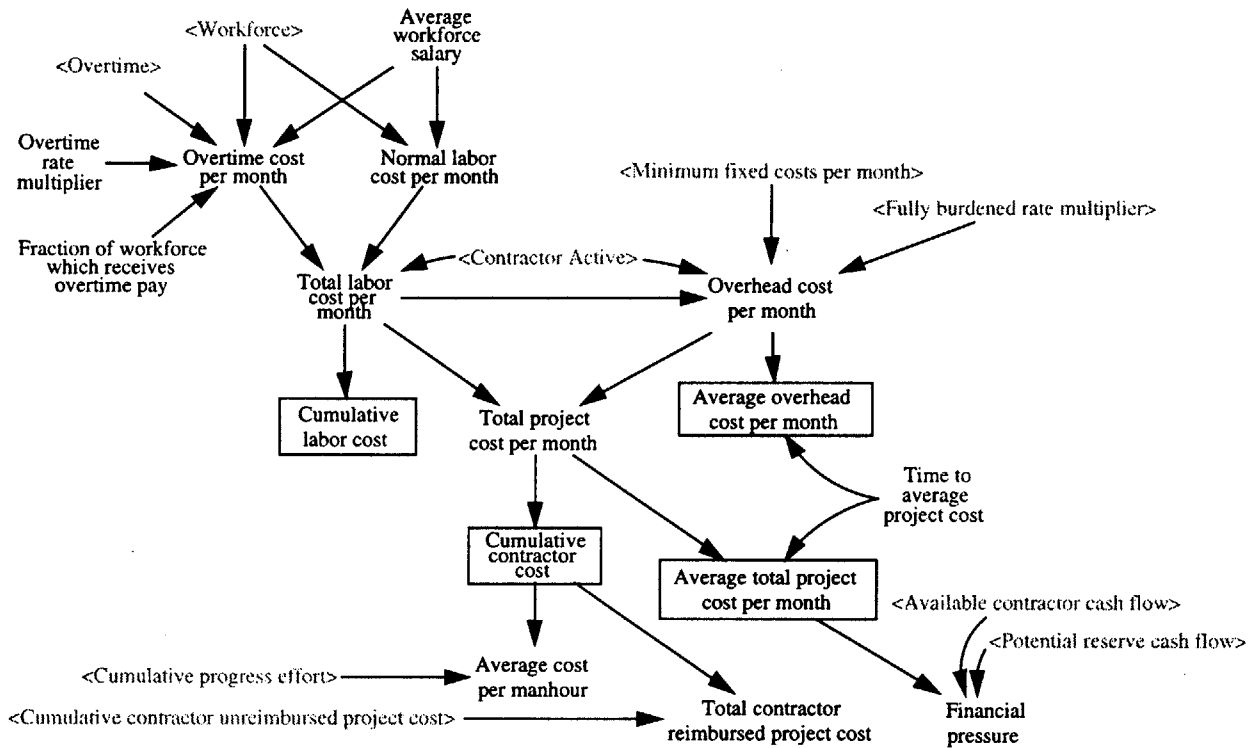 <Workforce>
Average
workforce
salary
<Overtime>
Overtime
rate
multiplier
Overtime cost
per month
Normal labor
cost per month
<Minimum fixed costs per month>
<Fully burdened rate multiplier>
Fraction of workforce
which receives
overtime pay
<Contractor Active>
Total labor
cost per
month
Overhead cost
per month
Cumulative
labor cost
Total project
cost per month
Average overhead
cost per month
Time to
average
project cost
Cumulative
contractor
cost
Average total project
cost per month
<Available contractor cash flow>
<Potential reserve cash flow>
<Cumulative progress effort>
Average cost
per manhour
<Cumulative contractor unreimbursed project cost>
Total contractor
reimbursed project cost
Financial
pressure